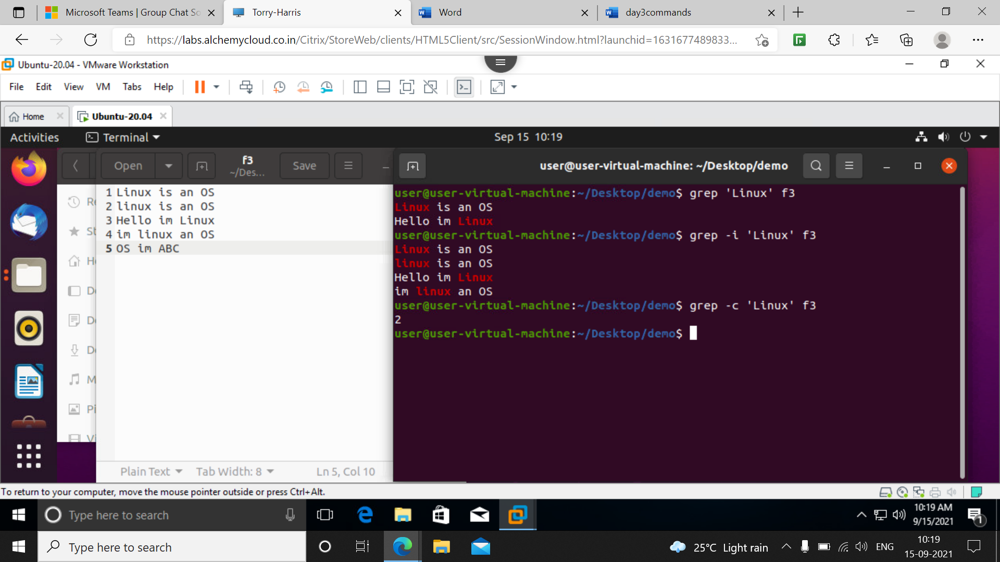 Microsoft Teams | Group Chat So
Torry-Harris
Word
day3commands
https://labs.alchemycloud.co.in/Citrix/StoreWeb/clients/HTML5Client/src/SessionWindow.html?launchid=1631677489833...
Ubuntu-20.04 - VMware Workstation
File Edit View VM Tabs Help
Home
Ubuntu-20.04
Activities
Terminal
Sep 15 10:19
Open
f3
~/Des...
Save
user@user-virtual-machine: ~/Desktop/demo
Re
St
H
D
D
D
M
Pi
Vi
1 Linux is an OS
2 linux is an OS
3 Hello im Linux
4 im linux an OS
5 OS im ABC
Plain Text
Tab Width: 8
Ln 5, Col 10
user@user-virtual-machine:~/Desktop/demo$ grep 'Linux' f3
Linux is an OS
Hello im Linux
user@user-virtual-machine:~/Desktop/demo$ grep -i 'Linux' f3
Linux is an OS
linux is an OS
Hello im Linux
im linux an OS
user@user-virtual-machine:~/Desktop/demo$ grep -c 'Linux' f3
2
user@user-virtual-machine:~/Desktop/demo$
To return to your computer, move the mouse pointer outside or press Ctrl+Alt.
Type here to search
10:19 AM
9/15/2021
1
Type here to search
25°C Light rain
ENG
10:19
15-09-2021